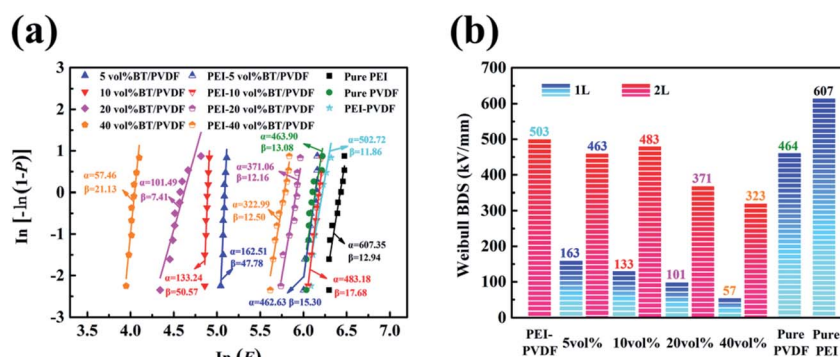 (a)
(b)
3
2
1
0
-1
-2
-3
ln [-ln(1-P)]
5 vol%BT/PVDF
PEI-5 vol%BT/PVDF
Pure PEI
10 vol%BT/PVDF
PEI-10 vol%BT/PVDF
Pure PVDF
20 vol%BT/PVDF
PEI-20 vol%BT/PVDF
PEI-PVDF
40 vol%BT/PVDF
PEI-40 vol%BT/PVDF
α=463.90
β=13.08
α=502.72
β=11.86
α=57.46
β=21.13
α=101.49
β=7.41
α=371.06
β=12.16
α=322.99
β=12.50
α=162.51
β=47.78
α=607.35
β=12.94
α=133.24
β=50.57
α=462.63 β=15.30
α=483.18
β=17.68
3.5 4.0 4.5 5.0 5.5 6.0 6.5 7.0
ln (E)
700
600
500
400
300
200
100
0
Weibull BDS (kV/mm)
1L
2L
503
163
463
133
483
101
371
57
323
464
607
PEI-
PVDF
5vol%
10vol%
20vol%
40vol%
Pure
PVDF
Pure
PEI